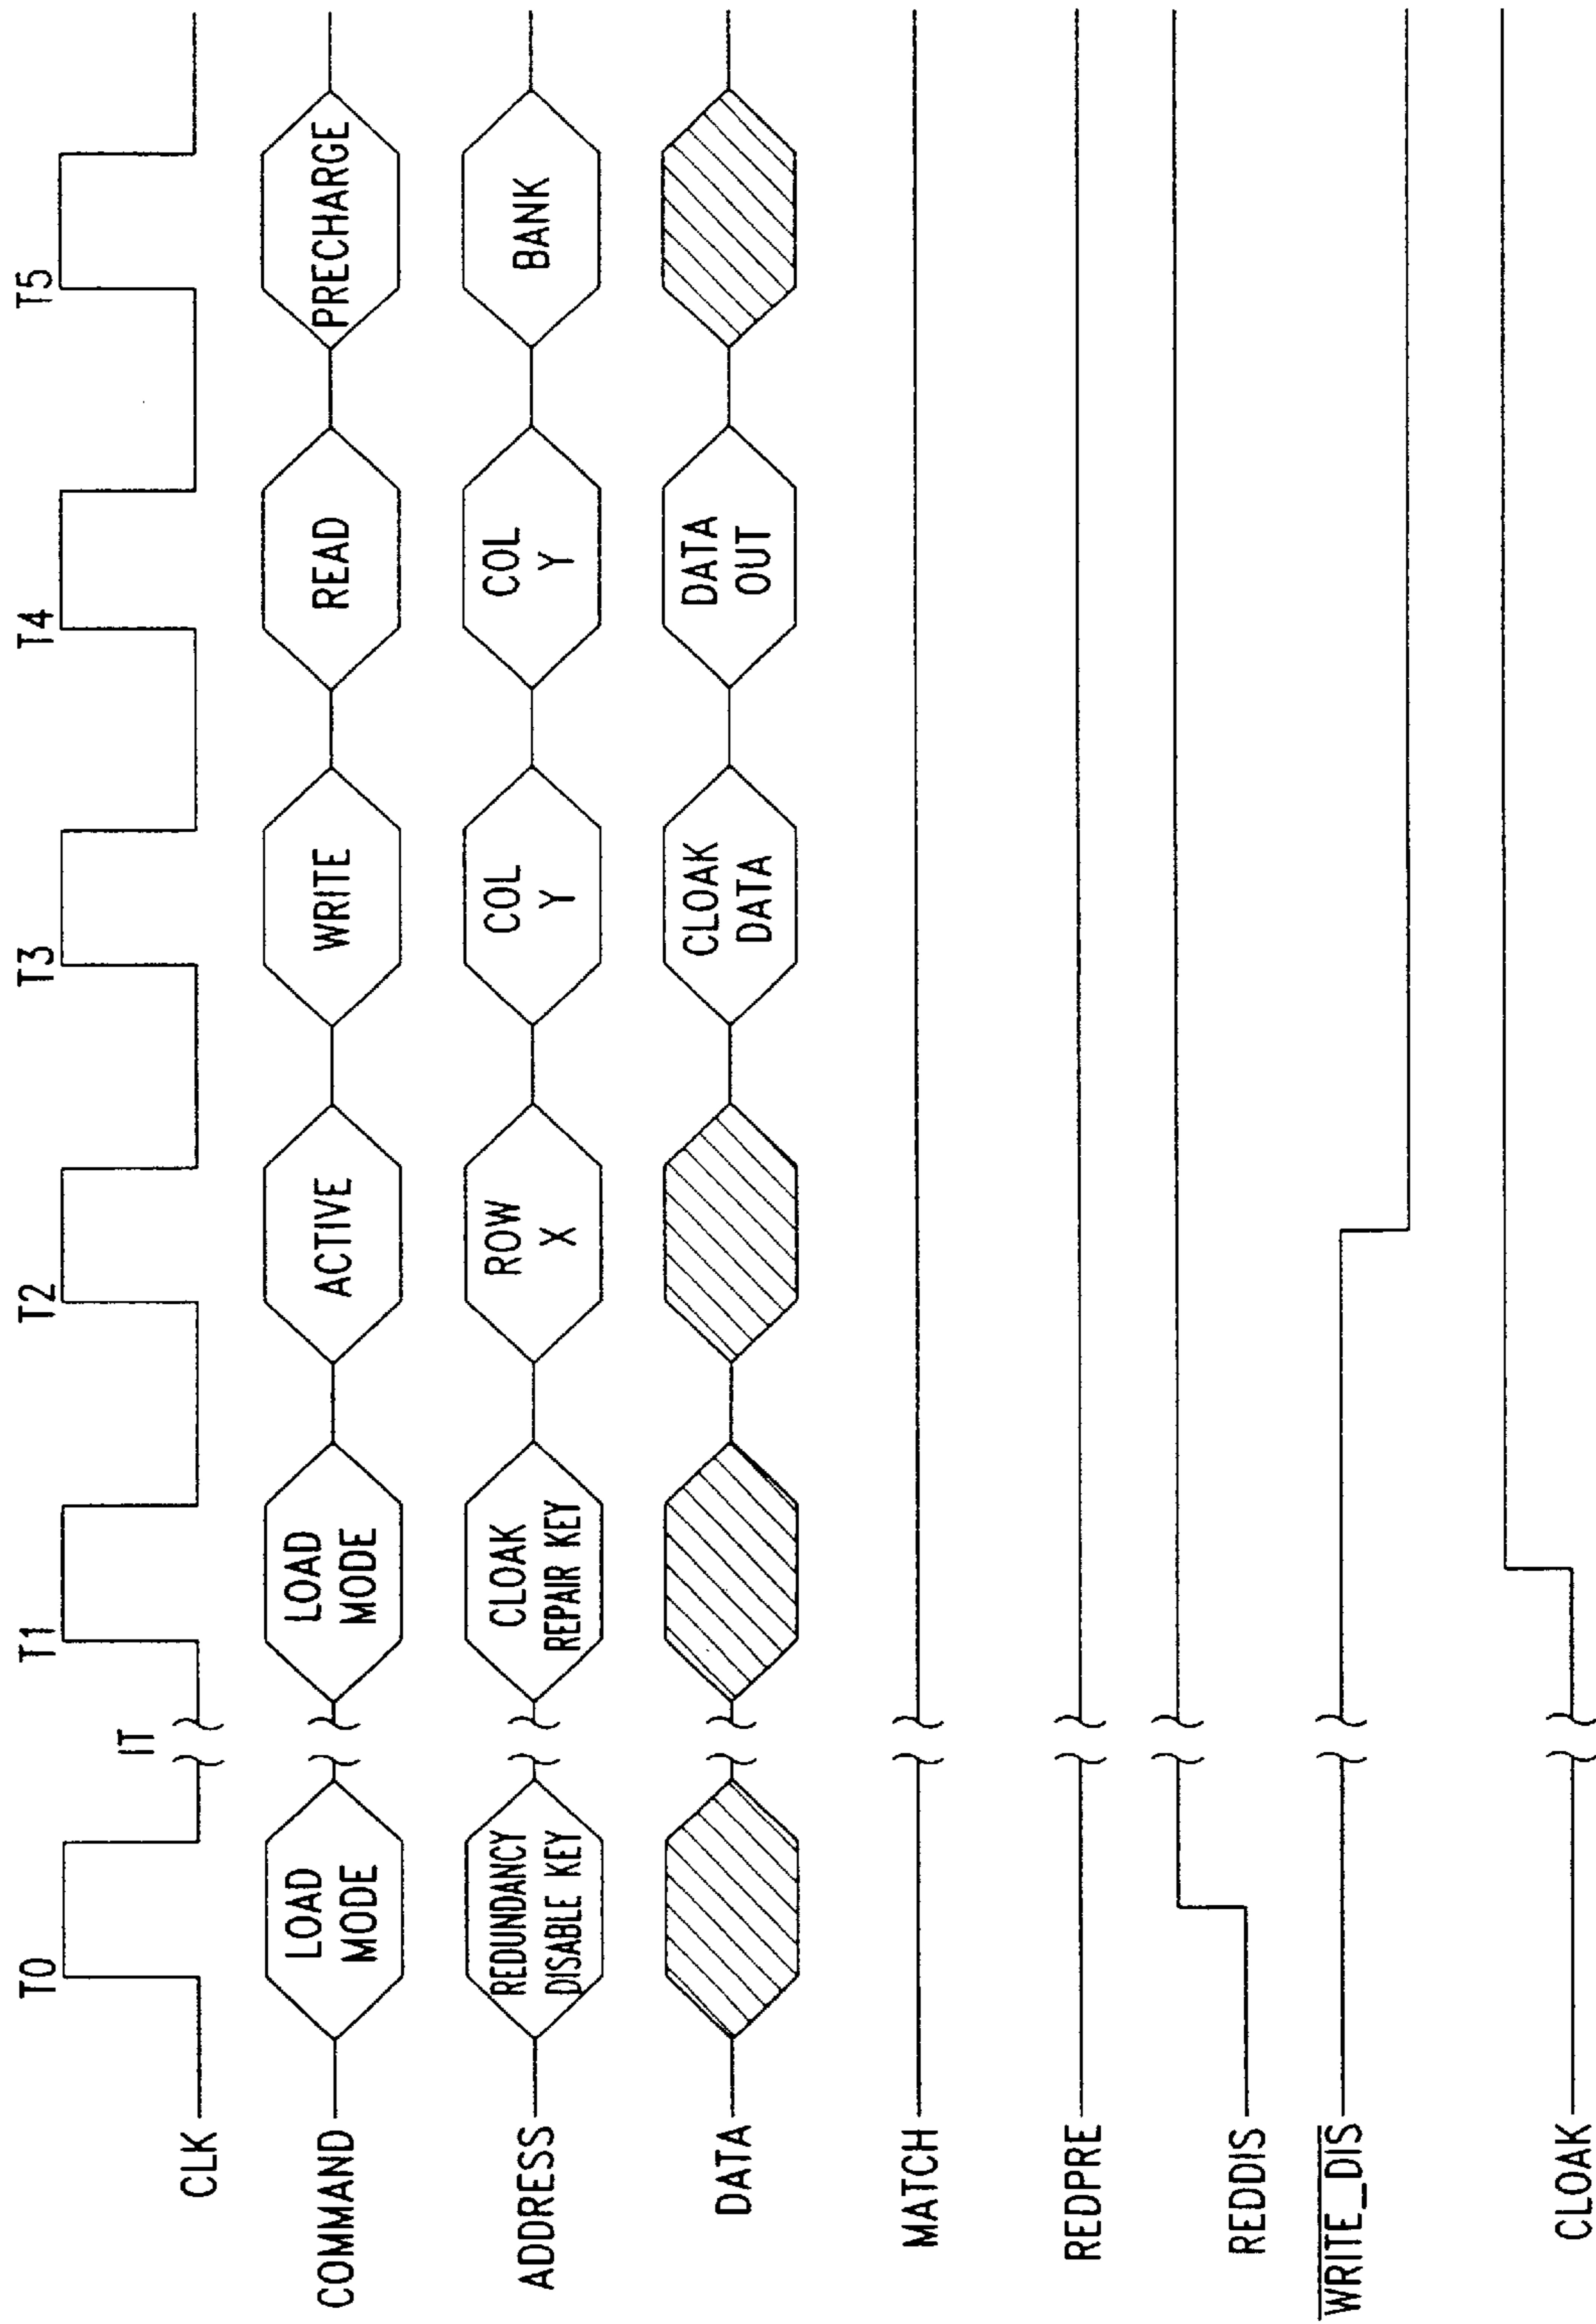 T0
IT
T1
T2
T3
T4
T5
CLK
COMMAND
LOAD
MODE
LOAD
MODE
ACTIVE
WRITE
READ
PRECHARGE
ADDRESS
REDUNDANCY
DISABLE KEY
CLOAK
REPAIR KEY
ROW
X
COL
Y
COL
Y
BANK
DATA
CLOAK
DATA
DATA
OUT
MATCH
REDPRE
REDDIS
WRITE_DIS
CLOAK